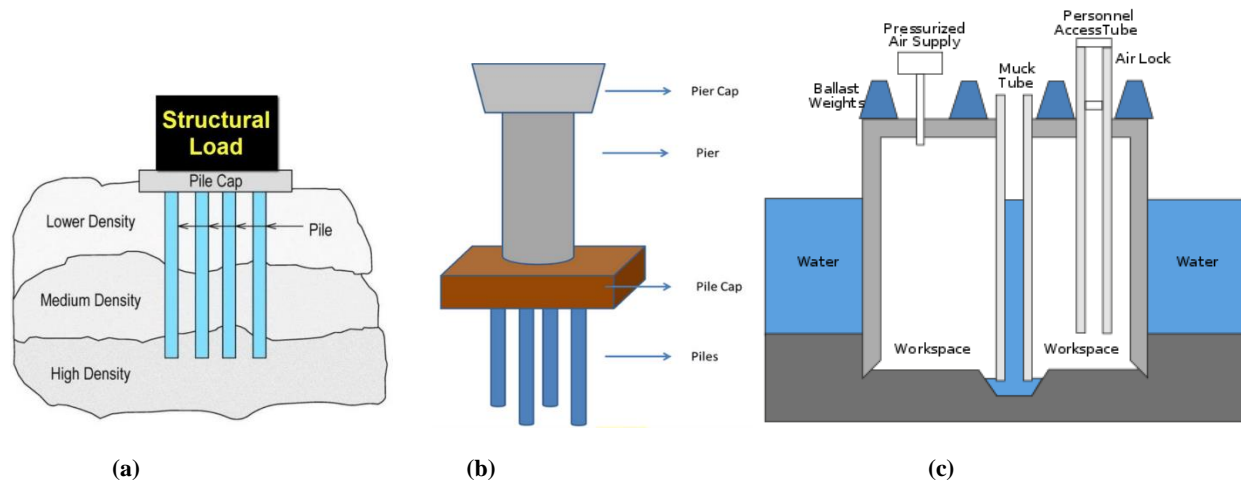 Structural
Load
Pile Cap
Lower Density
Pile
Medium Density
High Density
(a)
Pier Cap
Pier
Pile Cap
Piles
(b)
Pressurized
Air Supply
Personnel
AccessTube
Muck
Tube
Air Lock
Ballast
Weights
Water
Water
Workspace
Workspace
(c)